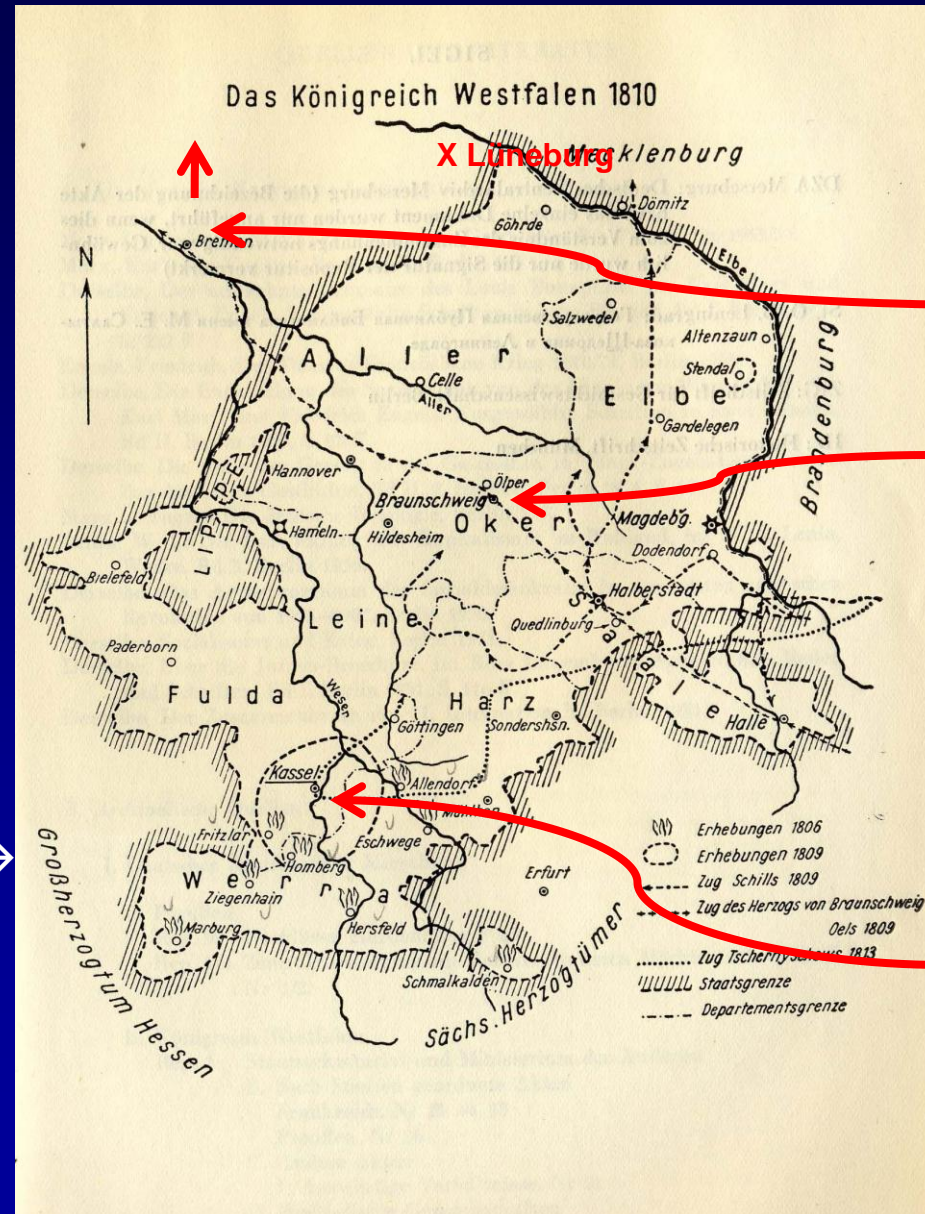 Das Königreich Westfalen 1810
X Lüneburg
Mecklenburg
Dömitz
Göhrde
Bremen
N
Elbe
Salzwedel
Altenzaun
Aller
Stendal
Celle
Aller
Elbe
Brandenburg
Gardelegen
LIPPE
Hannover
Ölper
Braunschweig
Oker
Magdebg.
Hameln
Hildesheim
Dodendorf
Bielefeld
Halberstadt
Leine
Quedlinburg
Saale
Paderborn
Fulda
Weser
Harz
Göttingen
Sondershsn.
Halle
Kassel
Allendorf
Mühlhsn.
Fritzlar
Eschwege
Homberg
Erfurt
Werra
Ziegenhain
Marburg
Hersfeld
Schmalkalden
Großherzogtum Hessen
Sächs. Herzogtümer
Erhebungen 1806
Erhebungen 1809
Zug Schills 1809
Zug des Herzogs von Braunschweig
Oels 1809
Zug Tschernyschows 1813
Staatsgrenze
Departementsgrenze